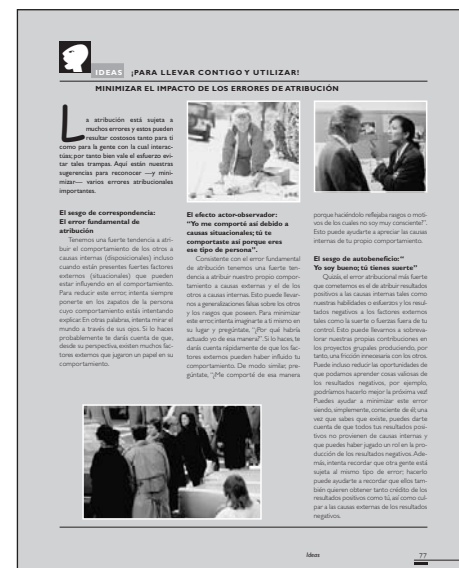 IDEAS ¡PARA LLEVAR CONTIGO Y UTILIZAR!
MINIMIZAR EL IMPACTO DE LOS ERRORES DE ATRIBUCIÓN
La atribución está sujeta a
muchos errores y estos pueden
resultar costosos tanto para ti
como para la gente con la cual interac-
túas; por tanto bien vale el esfuerzo evi-
tar tales trampas. Aquí están nuestras
sugerencias para reconocer —y mini-
mizar— varios errores atribucionales
importantes.
El sesgo de correspondencia:
El error fundamental de
atribución
Tenemos una fuerte tendencia a atri-
buir el comportamiento de los otros a
causas internas (disposicionales) incluso
cuando están presentes fuertes factores
externos (situacionales) que pueden
estar influyendo en el comportamiento.
Para reducir este error, intenta siempre
ponerte en los zapatos de la persona
cuyo comportamiento estás intentando
explicar. En otras palabras, intenta mirar el
mundo a través de sus ojos. Si lo haces
probablemente te darás cuenta de que,
desde su perspectiva, existen muchos fac-
tores externos que jugaron un papel en su
comportamiento.
El efecto actor-observador:
“Yo me comporté así debido a
causas situacionales; tú te
comportaste así porque eres
ese tipo de persona”.
Consistente con el error fundamental
de atribución tenemos una fuerte ten-
dencia a atribuir nuestro propio compor-
tamiento a causas externas y el de los
otros a causas internas. Esto puede llevar-
nos a generalizaciones falsas sobre los otros
y los rasgos que poseen. Para minimizar
este error, intenta imaginarte a ti mismo en
su lugar y pregúntate, “¿Por qué habría
actuado yo de esa manera?”. Si lo haces, te
darás cuenta rápidamente de que los fac-
tores externos pueden haber influido tu
comportamiento. De modo similar, pre-
gúntate, “¿Me comporté de esa manera
porque haciéndolo reflejaba rasgos o moti-
vos de los cuales no soy muy consciente?”.
Esto puede ayudarte a apreciar las causas
internas de tu propio comportamiento.
El sesgo de autobeneficio:“
Yo soy bueno; tú tienes suerte”
Quizás, el error atribucional más fuerte
que cometemos es el de atribuir resultados
positivos a las causas internas tales como
nuestras habilidades o esfuerzos y los resul-
tados negativos a los factores externos
tales como la suerte o fuerzas fuera de tu
control. Esto puede llevarnos a sobreva-
lorar nuestras propias contribuciones en
los proyectos grupales produciendo, por
tanto, una fricción innecesaria con los otros.
Puede incluso reducir las oportunidades de
que podamos aprender cosas valiosas de
los resultados negativos, por ejemplo,
¡podríamos hacerlo mejor la próxima vez!
Puedes ayudar a minimizar este error
siendo, simplemente, consciente de él; una
vez que sabes que existe, puedes darte
cuenta de que todos tus resultados posi-
tivos no provienen de causas internas y
que puedes haber jugado un rol en la pro-
ducción de los resultados negativos. Ade-
más, intenta recordar que otra gente está
sujeta al mismo tipo de error; hacerlo
puede ayudarte a recordar que ellos tam-
bién quieren obtener tanto crédito de los
resultados positivos como tú, así como cul-
par a las causas externas de los resultados
negativos.
Ideas 77